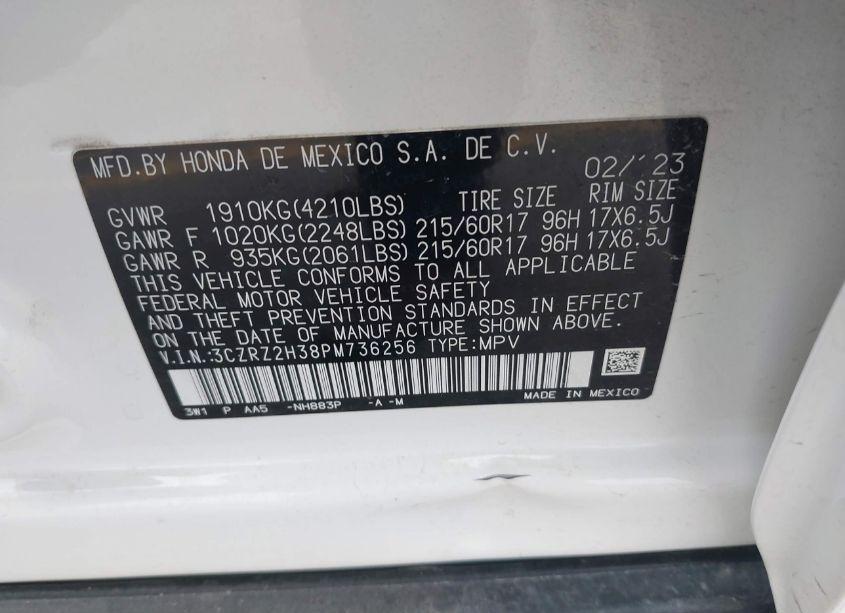 MFD.BY HONDA DE MEXICO S.A. DE C.V. 02/'23
TIRE SIZE RIM SIZE
GVWR 1910KG(4210LBS)
GAWR F 1020KG(2248LBS) 215/60R17 96H 17X6.5J
GAWR R 935KG(2061LBS) 215/60R17 96H 17X6.5J
THIS VEHICLE CONFORMS TO ALL APPLICABLE
FEDERAL MOTOR VEHICLE SAFETY
AND THEFT PREVENTION STANDARDS IN EFFECT
ON THE DATE OF MANUFACTURE SHOWN ABOVE.
V.I.N.:3CZRZ2H38PM736256 TYPE:MPV
3W1 P AA5 -NH883P -A -M MADE IN MEXICO